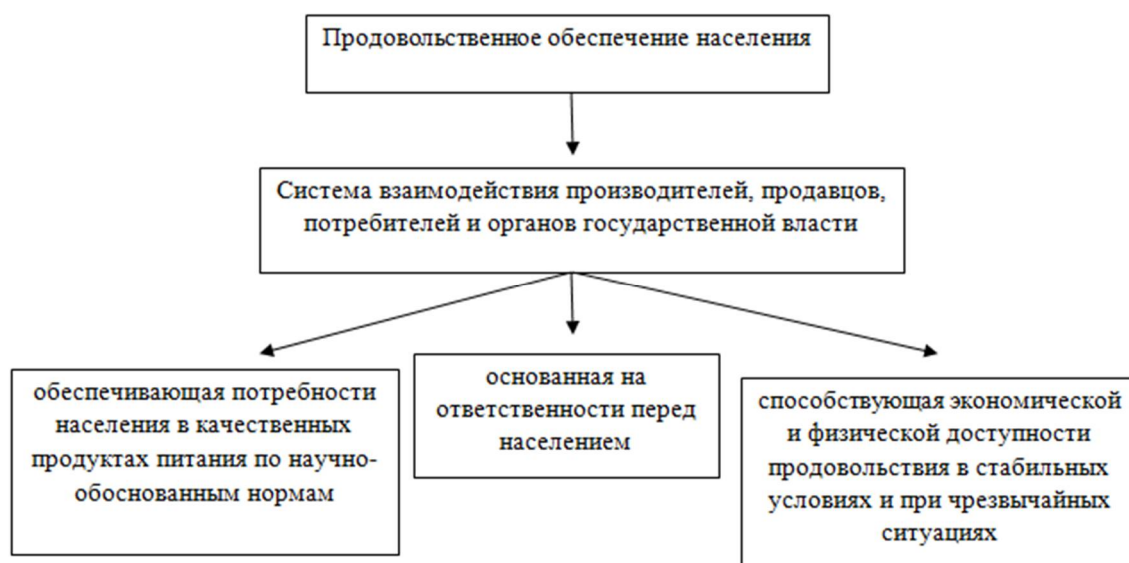 Продовольственное обеспечение населения
Система взаимодействия производителей, продавцов,
потребителей и органов государственной власти
обеспечивающая потребности
населения в качественных
продуктах питания по научно-
обоснованным нормам
основанная на
ответственности перед
населением
способствующая экономической
и физической доступности
продовольствия в стабильных
условиях и при чрезвычайных
ситуациях